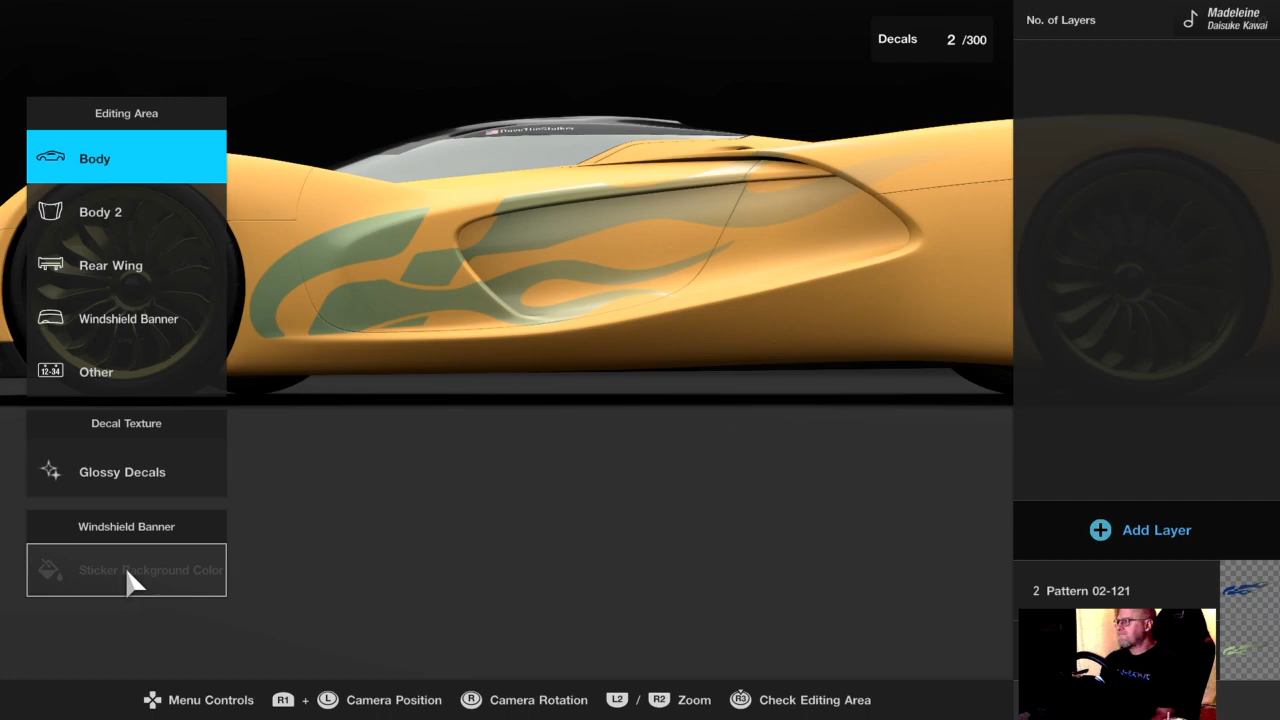 No. of Layers
Madeleine
Daisuke Kawai
Decals 2 /300
Editing Area
Body
Body 2
Rear Wing
Windshield Banner
12-34
Other
Decal Texture
Glossy Decals
Windshield Banner
Sticker Background Color
DaveTheStalker
Add Layer
2 Pattern 02-121
Menu Controls R1 + L Camera Position R Camera Rotation L2 / R2 Zoom R3 Check Editing Area